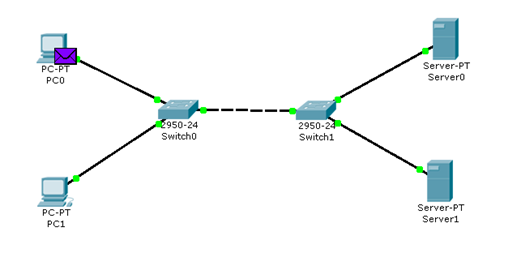 PC-PT
PC0
2950-24
Switch0
2950-24
Switch1
Server-PT
Server0
PC-PT
PC1
Server-PT
Server1